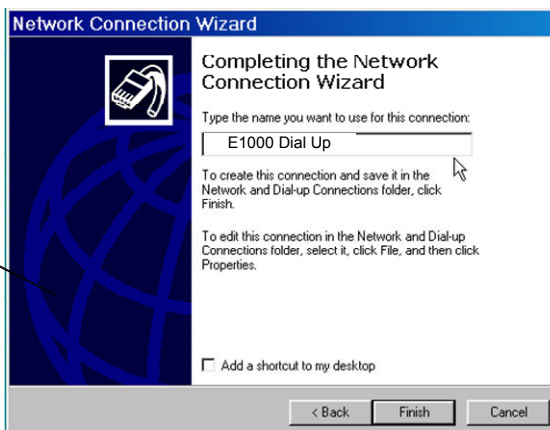 Network Connection Wizard
Completing the Network
Connection Wizard
Type the name you want to use for this connection:
E1000 Dial Up
To create this connection and save it in the
Network and Dial-up Connections folder, click
Finish.
To edit this connection in the Network and Dial-up
Connections folder, select it, click File, and then click
Properties.
Add a shortcut to my desktop
< Back Finish Cancel